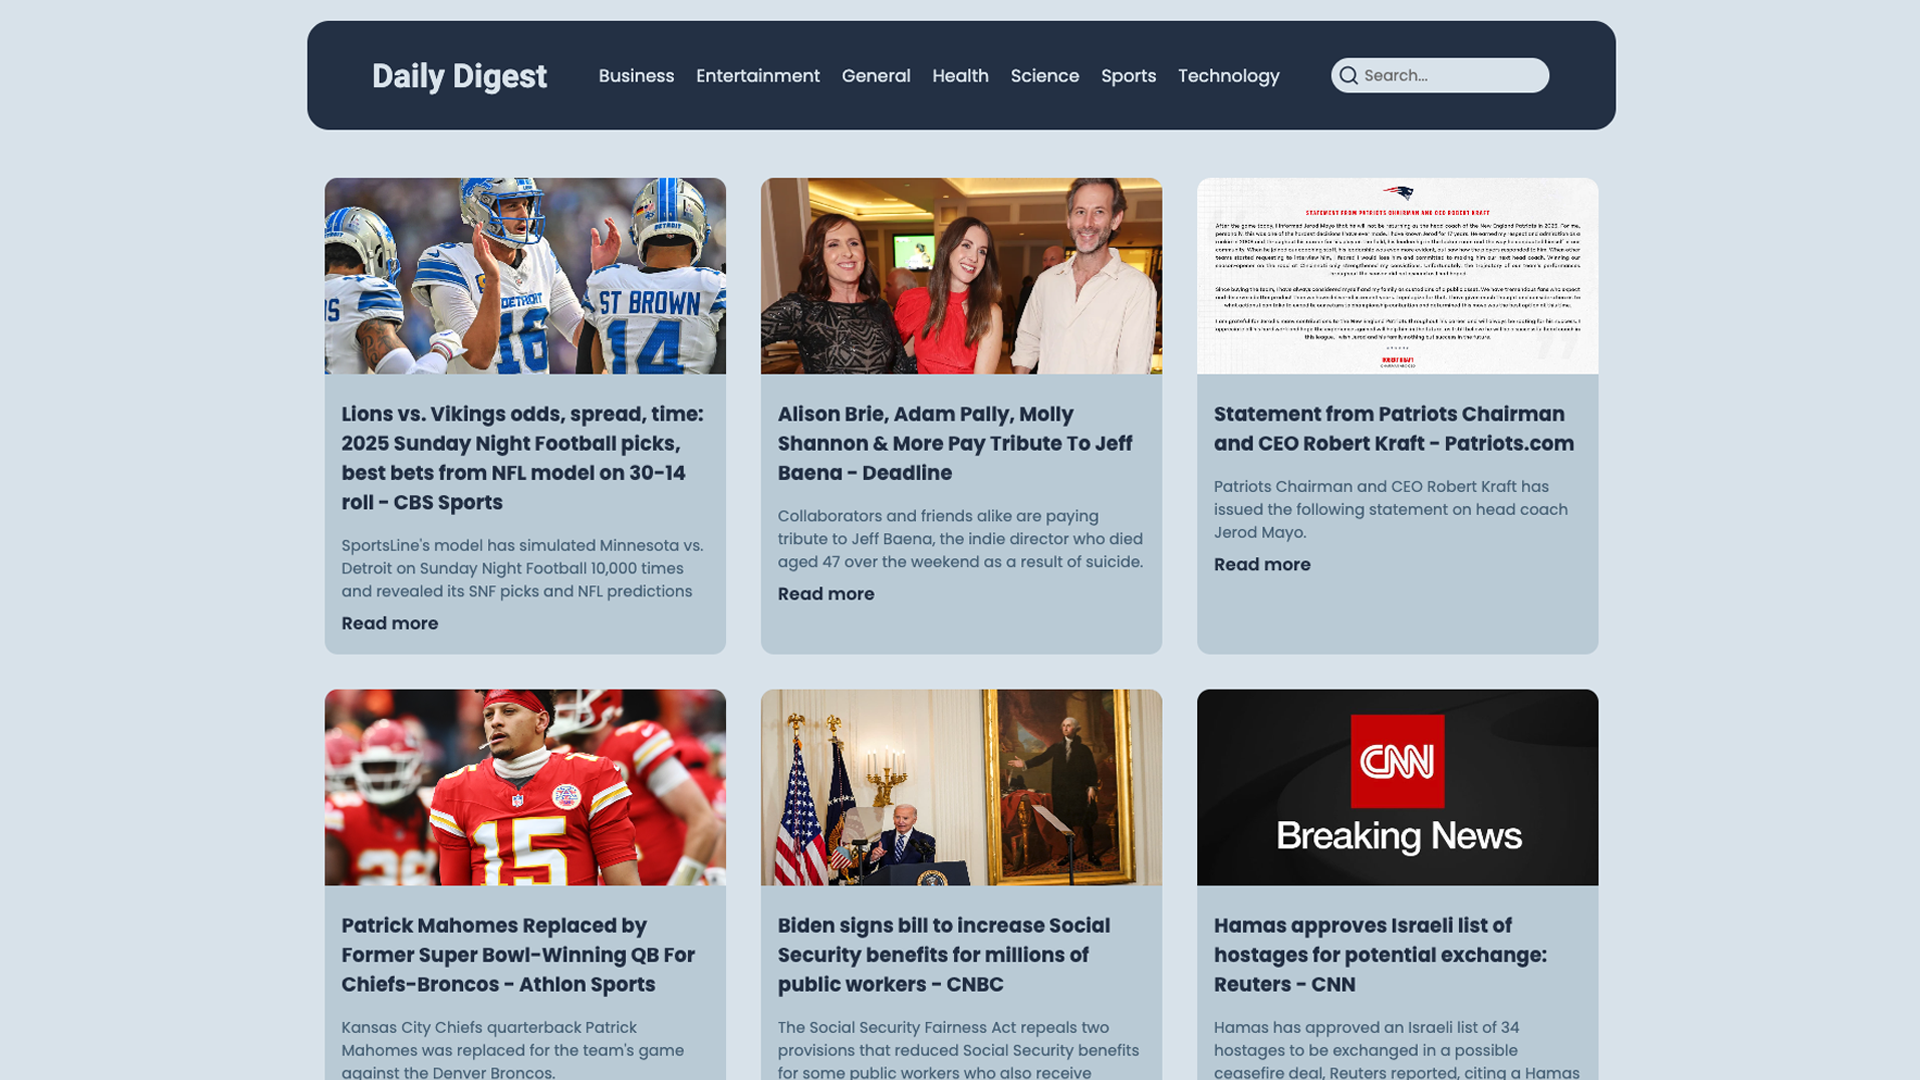 Daily Digest
Business Entertainment General Health Science Sports Technology
Search...
DETROIT
16
ST BROWN
14
STATEMENT FROM PATRIOTS CHAIRMAN AND CEO ROBERT KRAFT
ROBERT KRAFT
Lions vs. Vikings odds, spread, time:
2025 Sunday Night Football picks,
best bets from NFL model on 30-14
roll - CBS Sports
SportsLine's model has simulated Minnesota vs.
Detroit on Sunday Night Football 10,000 times
and revealed its SNF picks and NFL predictions
Read more
Alison Brie, Adam Pally, Molly
Shannon & More Pay Tribute To Jeff
Baena - Deadline
Collaborators and friends alike are paying
tribute to Jeff Baena, the indie director who died
aged 47 over the weekend as a result of suicide.
Read more
Statement from Patriots Chairman
and CEO Robert Kraft - Patriots.com
Patriots Chairman and CEO Robert Kraft has
issued the following statement on head coach
Jerod Mayo.
Read more
15
Patrick Mahomes Replaced by
Former Super Bowl-Winning QB For
Chiefs-Broncos - Athlon Sports
Kansas City Chiefs quarterback Patrick
Mahomes was replaced for the team's game
against the Denver Broncos.
Biden signs bill to increase Social
Security benefits for millions of
public workers - CNBC
The Social Security Fairness Act repeals two
provisions that reduced Social Security benefits
for some public workers who also receive
CNN
Breaking News
Hamas approves Israeli list of
hostages for potential exchange:
Reuters - CNN
Hamas has approved an Israeli list of 34
hostages to be exchanged in a possible
ceasefire deal, Reuters reported, citing a Hamas